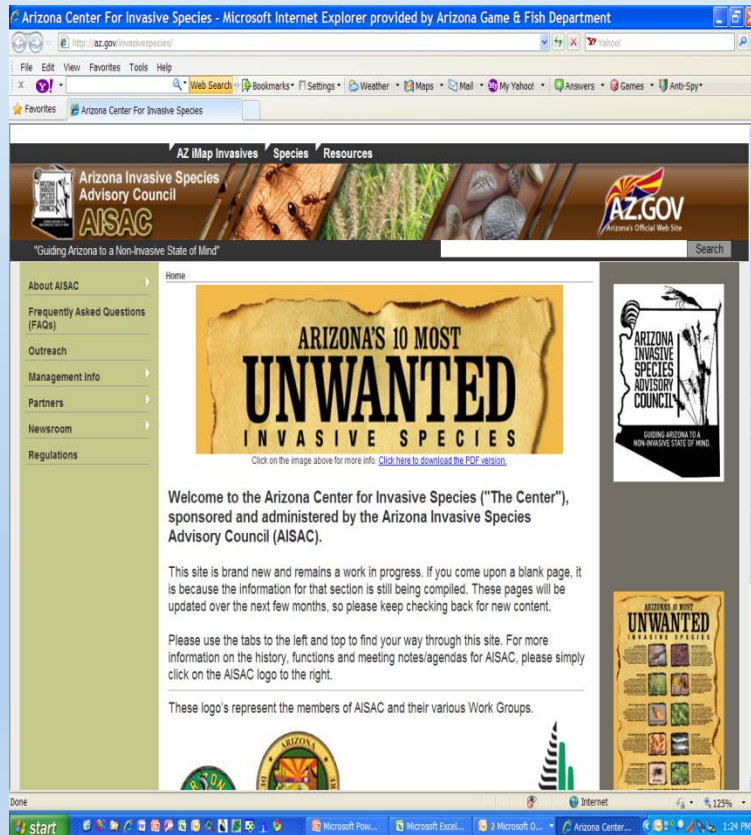 Arizona Center For Invasive Species - Microsoft Internet Explorer provided by Arizona Game & Fish Department
http://az.gov/invasivespecies/
Yahoo!
File Edit View Favorites Tools Help
X Y! Web Search Bookmarks Settings Weather Maps Mail My Yahoo! Answers Games Anti-Spy
Favorites Arizona Center For Invasive Species
AZ iMap Invasives Species Resources
Arizona Invasive Species
Advisory Council
AISAC
AZ.GOV
Arizona's Official Web Site
"Guiding Arizona to a Non-Invasive State of Mind"
Search
About AISAC
Frequently Asked Questions
(FAQs)
Outreach
Management Info
Partners
Newsroom
Regulations
Home
ARIZONA'S 10 MOST
UNWANTED
INVASIVE SPECIES
Click on the image above for more info. Click here to download the PDF version.
Welcome to the Arizona Center for Invasive Species ("The Center"),
sponsored and administered by the Arizona Invasive Species
Advisory Council (AISAC).
This site is brand new and remains a work in progress. If you come upon a blank page, it
is because the information for that section is still being compiled. These pages will be
updated over the next few months, so please keep checking back for new content.
Please use the tabs to the left and top to find your way through this site. For more
information on the history, functions and meeting notes/agendas for AISAC, please simply
click on the AISAC logo to the right.
These logo's represent the members of AISAC and their various Work Groups.
ARIZONA
ARIZONA
INVASIVE
SPECIES
ADVISORY
COUNCIL
GUIDING ARIZONA TO A
NON-INVASIVE STATE OF MIND.
ARIZONA'S 10 MOST
UNWANTED
INVASIVE SPECIES
Done
Internet
125%
start
Microsoft Pow...
Microsoft Excel...
2 Microsoft O...
Arizona Center...
1:24 PM